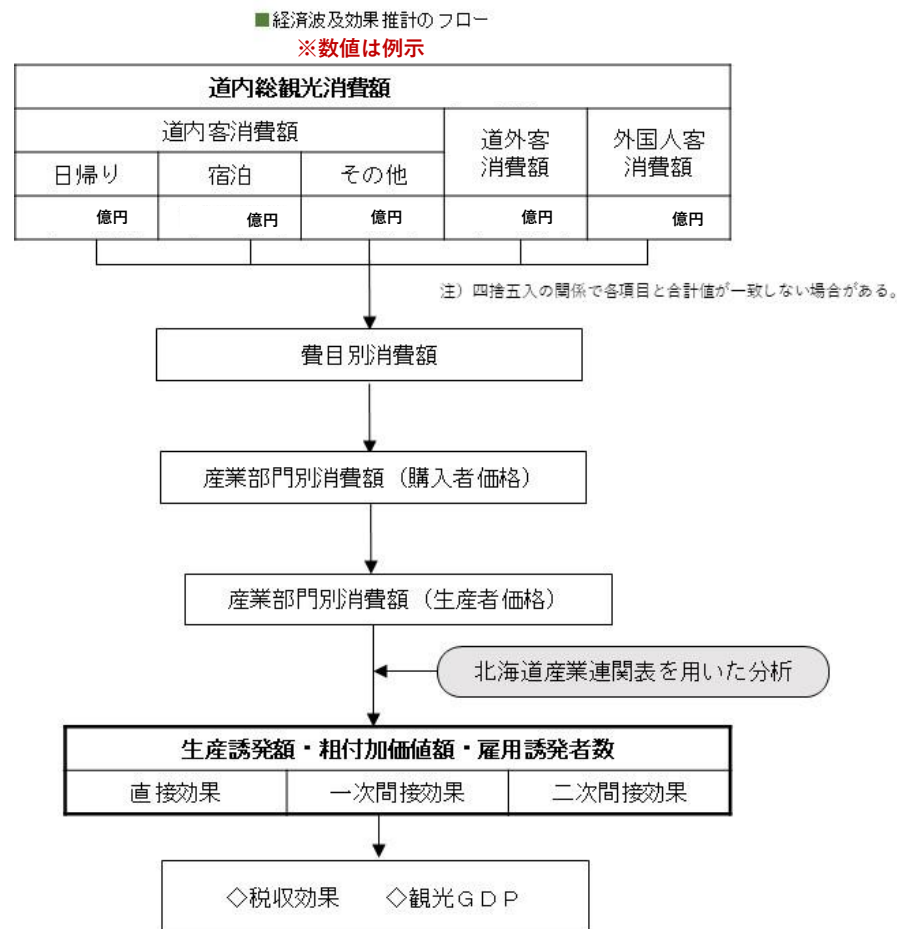 ■経済波及効果推計のフロー
※数値は例示
道内総観光消費額
道内客消費額
道外客
消費額
外国人客
消費額
日帰り
宿泊
その他
億円
億円
億円
億円
億円
注）四捨五入の関係で各項目と合計値が一致しない場合がある。
費目別消費額
産業部門別消費額（購入者価格）
産業部門別消費額（生産者価格）
北海道産業連関表を用いた分析
生産誘発額・粗付加価値額・雇用誘発者数
直接効果
一次間接効果
二次間接効果
◇税収効果　◇観光ＧＤＰ